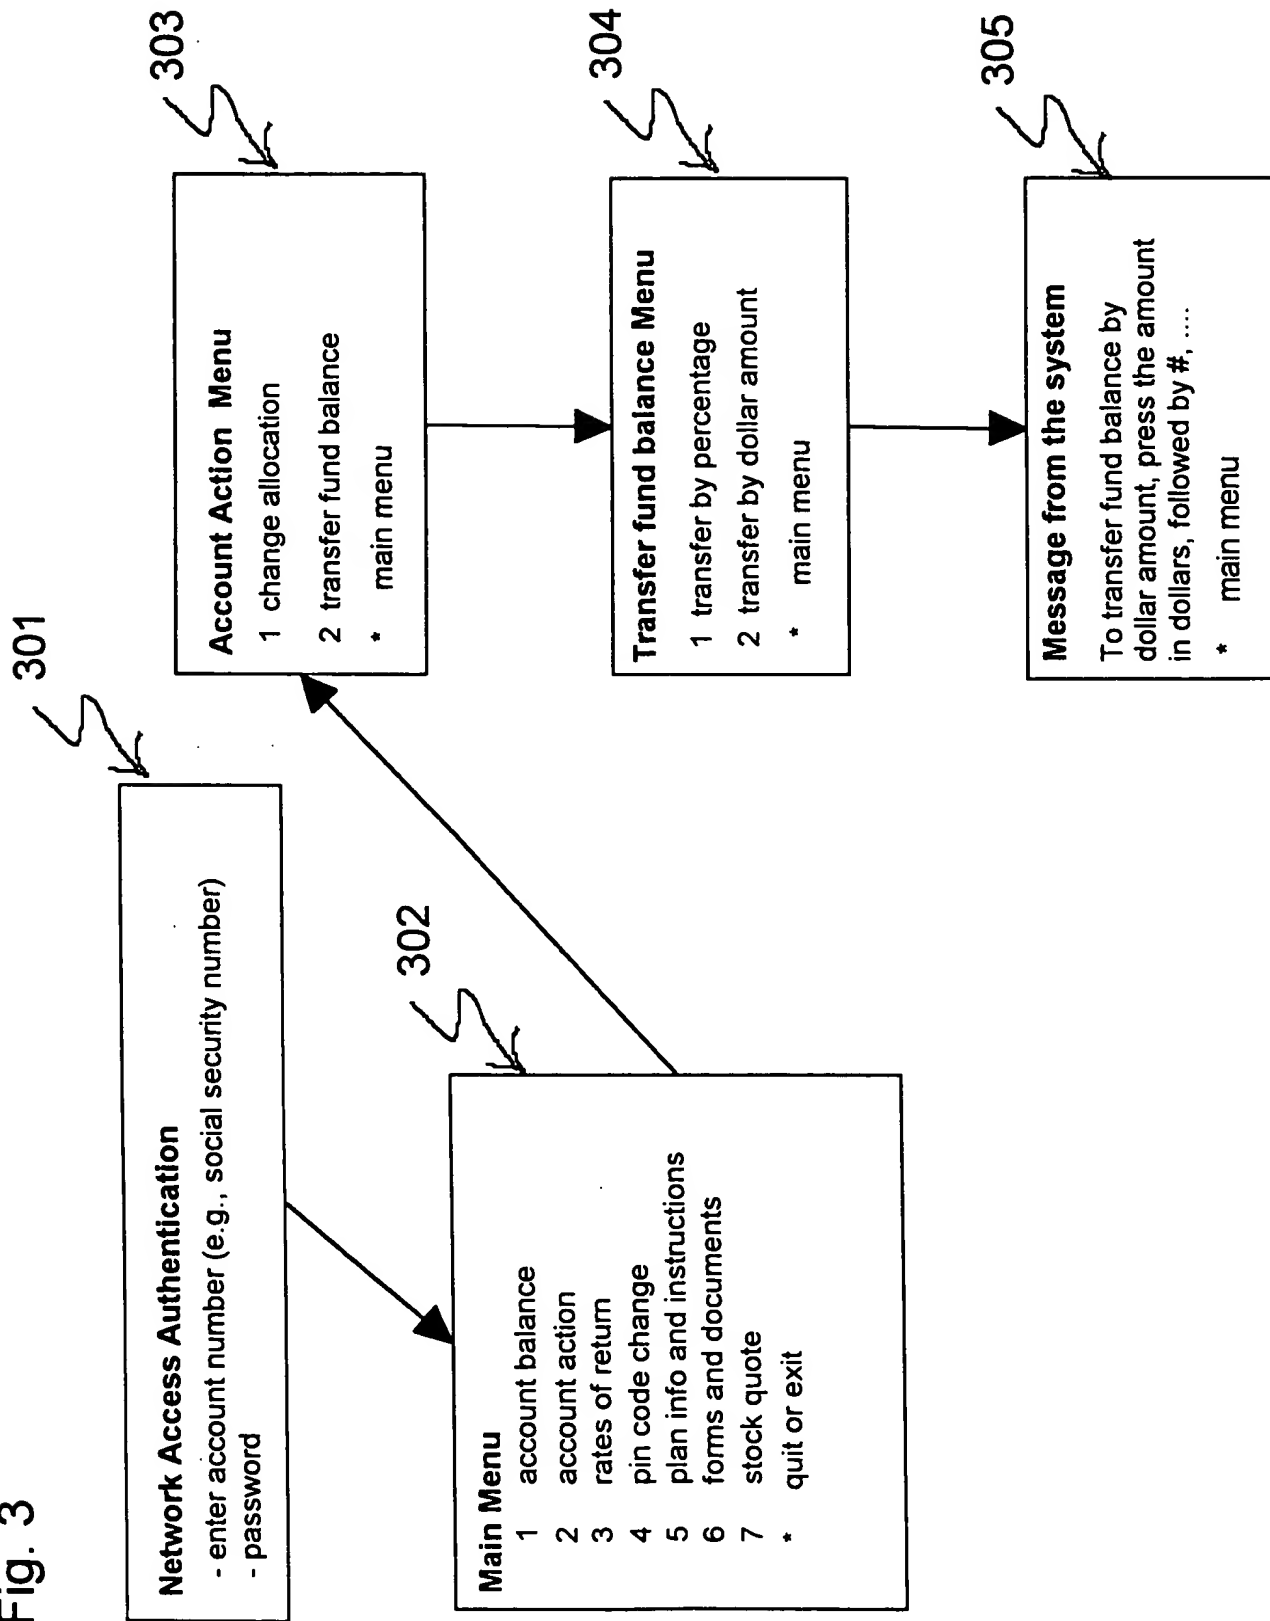 Fig. 3
301
Network Access Authentication
- enter account number (e.g., social security number)
- password
302
Main Menu
1 account balance
2 account action
3 rates of return
4 pin code change
5 plan info and instructions
6 forms and documents
7 stock quote
* quit or exit
303
Account Action Menu
1 change allocation
2 transfer fund balance
* main menu
304
Transfer fund balance Menu
1 transfer by percentage
2 transfer by dollar amount
* main menu
305
Message from the system
To transfer fund balance by
dollar amount, press the amount
in dollars, followed by #, ....
* main menu